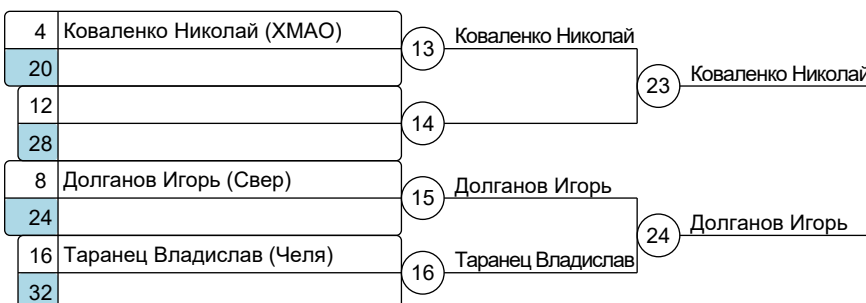 4 Коваленко Николай (ХМАО)
13 Коваленко Николай
20
23 Коваленко Николай
12
14
28
8 Долганов Игорь (Свер)
15 Долганов Игорь
24
24 Долганов Игорь
16 Таранец Владислав (Челя)
16 Таранец Владислав
32